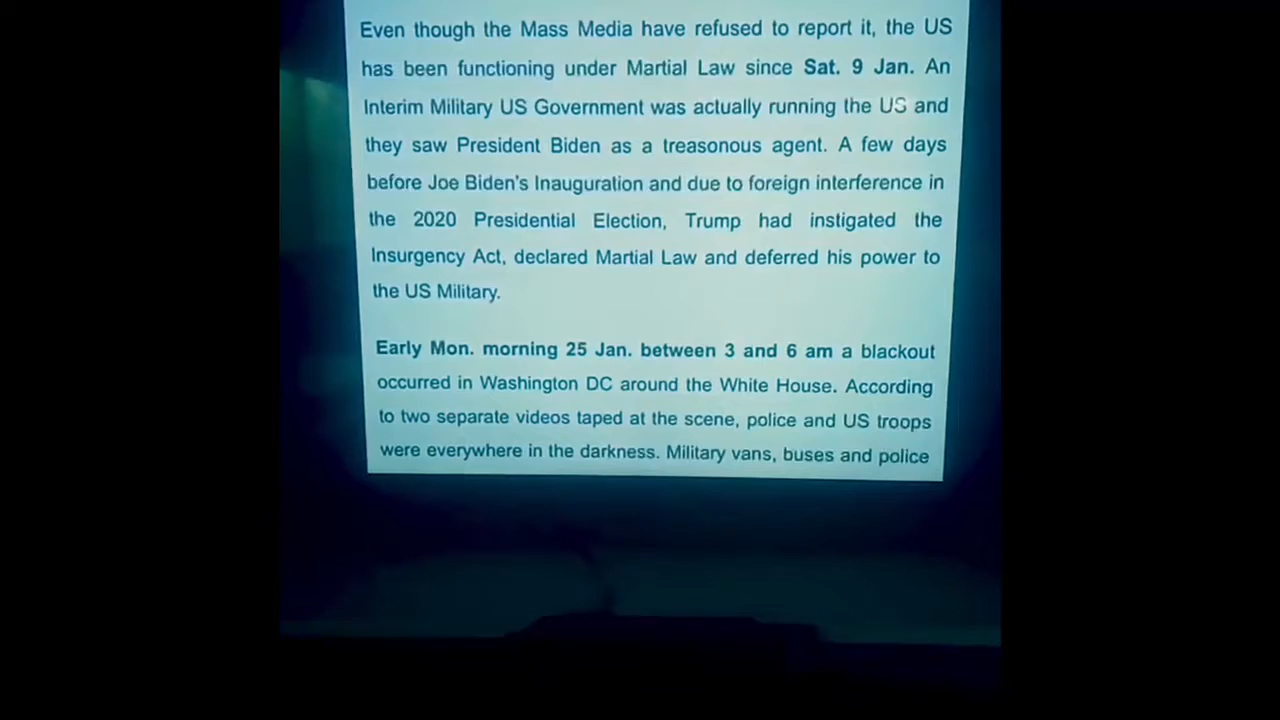 Even though the Mass Media have refused to report it, the US
has been functioning under Martial Law since Sat. 9 Jan. An
Interim Military US Government was actually running the US and
they saw President Biden as a treasonous agent. A few days
before Joe Biden's Inauguration and due to foreign interference in
the 2020 Presidential Election, Trump had instigated the
Insurgency Act, declared Martial Law and deferred his power to
the US Military.
Early Mon. morning 25 Jan. between 3 and 6 am a blackout
occurred in Washington DC around the White House. According
to two separate videos taped at the scene, police and US troops
were everywhere in the darkness. Military vans, buses and police